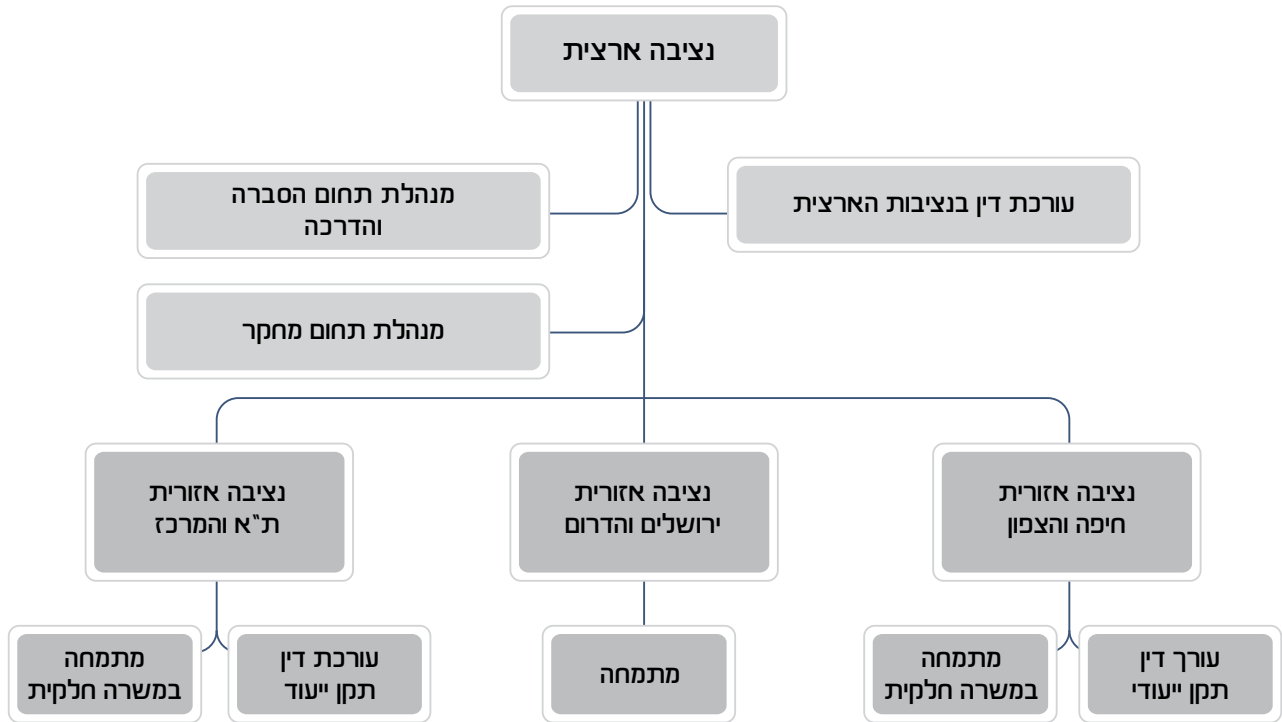 נציבה ארצית
עורכת דין בנציבות הארצית
מנהלת תחום הסברה
והדרכה
מנהלת תחום מחקר
נציבה אזורית
חיפה והצפון
נציבה אזורית
ירושלים והדרום
נציבה אזורית
ת"א והמרכז
עורך דין
תקן ייעודי
מתמחה
במשרה חלקית
מתמחה
עורכת דין
תקן ייעוד
מתמחה
במשרה חלקית